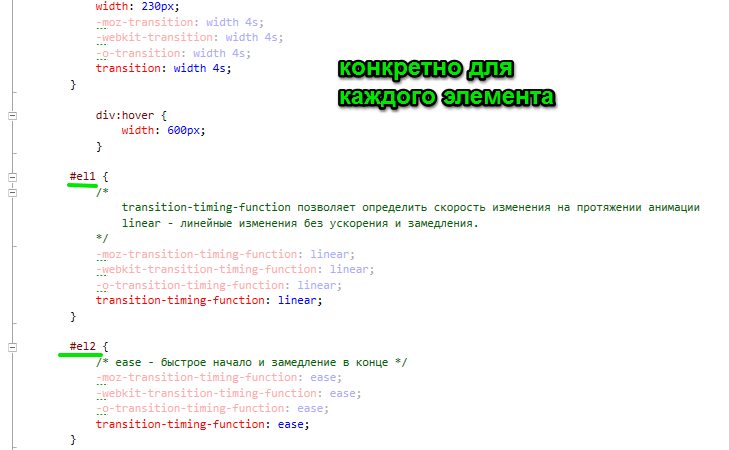 width: 230px;
-moz-transition: width 4s;
-webkit-transition: width 4s;
-o-transition: width 4s;
transition: width 4s;
}
конкретно для
каждого элемента
div:hover {
width: 600px;
}
#el1 {
/*
transition-timing-function позволяет определить скорость изменения на протяжении анимации
linear - линейные изменения без ускорения и замедления.
*/
-moz-transition-timing-function: linear;
-webkit-transition-timing-function: linear;
-o-transition-timing-function: linear;
transition-timing-function: linear;
}
#el2 {
/* ease - быстрое начало и замедление в конце */
-moz-transition-timing-function: ease;
-webkit-transition-timing-function: ease;
-o-transition-timing-function: ease;
transition-timing-function: ease;
}